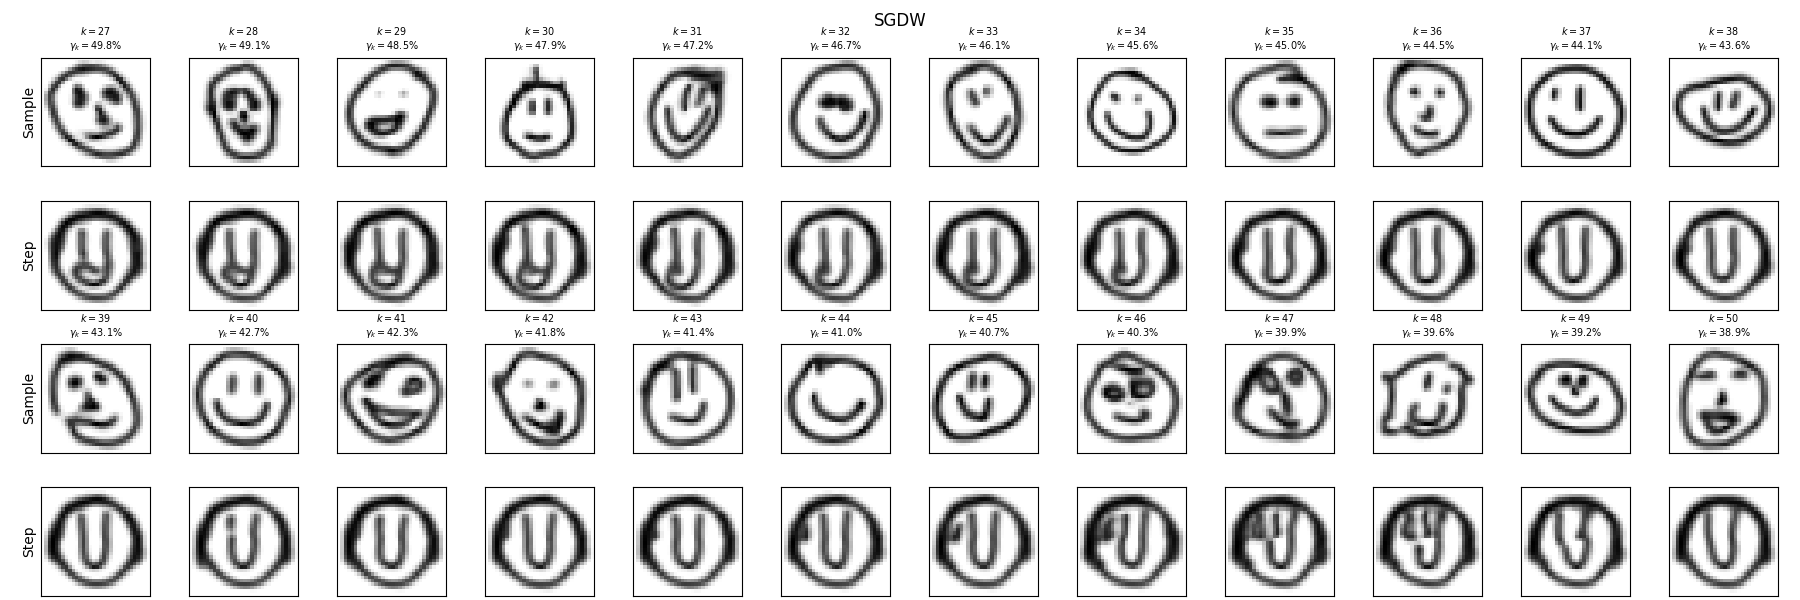 SGDW
k = 27 k = 28 k = 29 k = 30 k = 31 k = 32 k = 33 k = 34 k = 35 k = 36 k = 37 k = 38
γk = 49.8% γk = 49.1% γk = 48.5% γk = 47.9% γk = 47.2% γk = 46.7% γk = 46.1% γk = 45.6% γk = 45.0% γk = 44.5% γk = 44.1% γk = 43.6%
Sample
Step
k = 39 k = 40 k = 41 k = 42 k = 43 k = 44 k = 45 k = 46 k = 47 k = 48 k = 49 k = 50
γk = 43.1% γk = 42.7% γk = 42.3% γk = 41.8% γk = 41.4% γk = 41.0% γk = 40.7% γk = 40.3% γk = 39.9% γk = 39.6% γk = 39.2% γk = 38.9%
Sample
Step